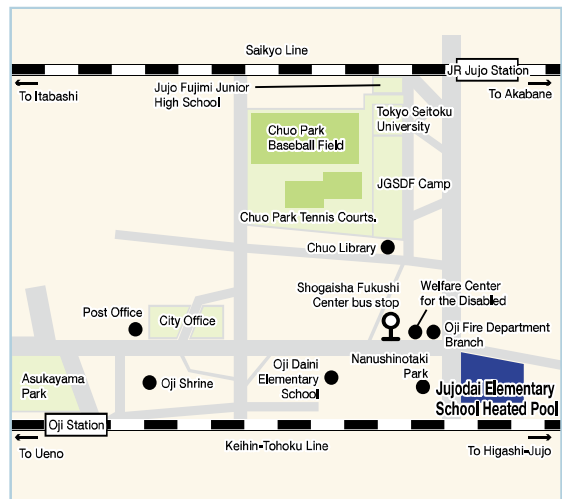 Saikyo Line
JR Jujo Station
To Itabashi
To Akabane
Jujo Fujimi Junior
High School
Tokyo Seitoku
University
Chuo Park
Baseball Field
JGSDF Camp
Chuo Park Tennis Courts.
Chuo Library
Shogaisha Fukushi
Center bus stop
Welfare Center
for the Disabled
Post Office
City Office
Oji Fire Department
Branch
Nanushinotaki
Park
Oji Daini
Elementary
School
Asukayama
Park
Oji Shrine
Jujodai Elementary
School Heated Pool
Oji Station
To Ueno
Keihin-Tohoku Line
To Higashi-Jujo